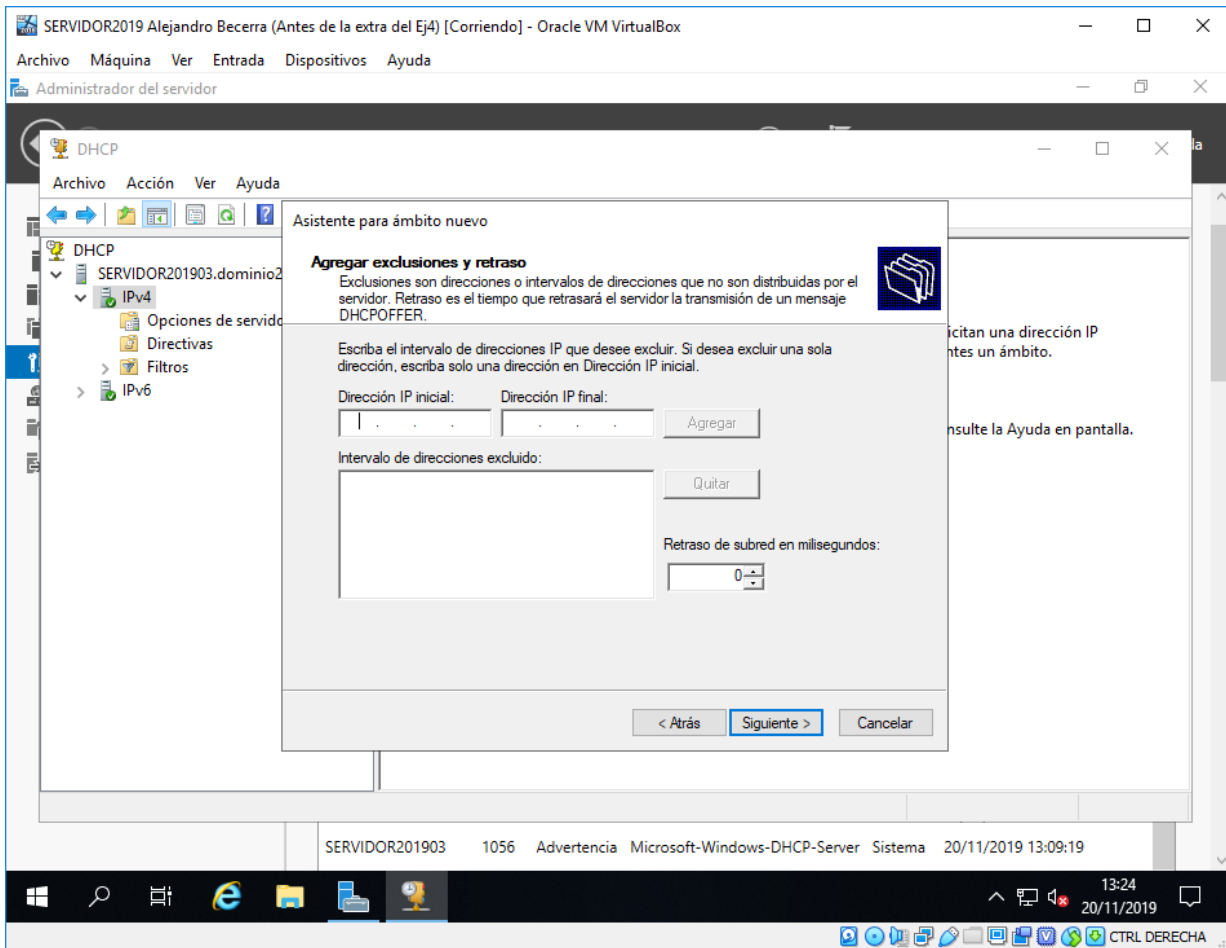 SERVIDOR2019 Alejandro Becerra (Antes de la extra del Ej4) [Corriendo] - Oracle VM VirtualBox
Archivo Máquina Ver Entrada Dispositivos Ayuda
Administrador del servidor
la
DHCP
Archivo Acción Ver Ayuda
DHCP
SERVIDOR201903.dominio2
IPv4
Opciones de servido
Directivas
Filtros
IPv6
Asistente para ámbito nuevo
Agregar exclusiones y retraso
Exclusiones son direcciones o intervalos de direcciones que no son distribuidas por el
servidor. Retraso es el tiempo que retrasará el servidor la transmisión de un mensaje
DHCPOFFER.
Escriba el intervalo de direcciones IP que desee excluir. Si desea excluir una sola
dirección, escriba solo una dirección en Dirección IP inicial.
Dirección IP inicial: Dirección IP final:
. . . . . . Agregar
Intervalo de direcciones excluido:
Quitar
Retraso de subred en milisegundos:
0
< Atrás Siguiente > Cancelar
icitan una dirección IP
ntes un ámbito.
nsulte la Ayuda en pantalla.
SERVIDOR201903 1056 Advertencia Microsoft-Windows-DHCP-Server Sistema 20/11/2019 13:09:19
13:24
20/11/2019
CTRL DERECHA